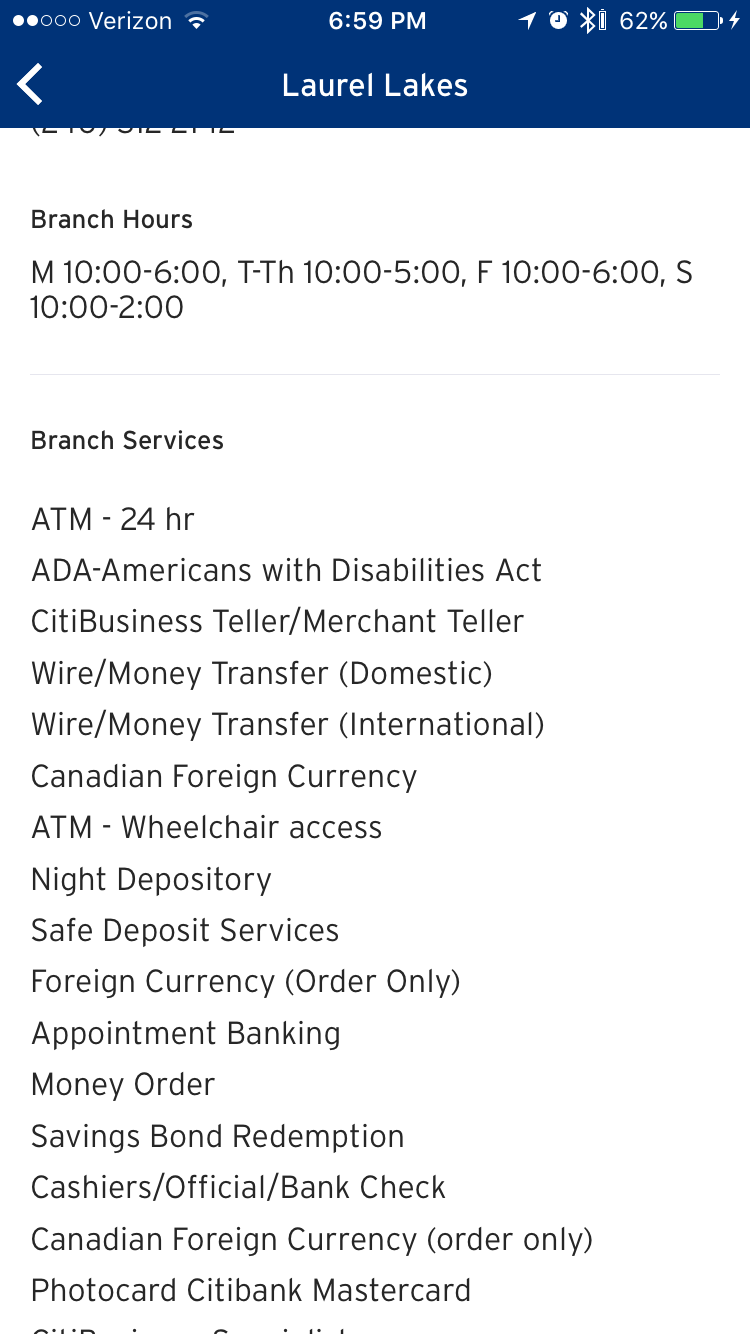 Verizon 6:59 PM 62%
Laurel Lakes
Branch Hours
M 10:00-6:00, T-Th 10:00-5:00, F 10:00-6:00, S
10:00-2:00
Branch Services
ATM - 24 hr
ADA-Americans with Disabilities Act
CitiBusiness Teller/Merchant Teller
Wire/Money Transfer (Domestic)
Wire/Money Transfer (International)
Canadian Foreign Currency
ATM - Wheelchair access
Night Depository
Safe Deposit Services
Foreign Currency (Order Only)
Appointment Banking
Money Order
Savings Bond Redemption
Cashiers/Official/Bank Check
Canadian Foreign Currency (order only)
Photocard Citibank Mastercard